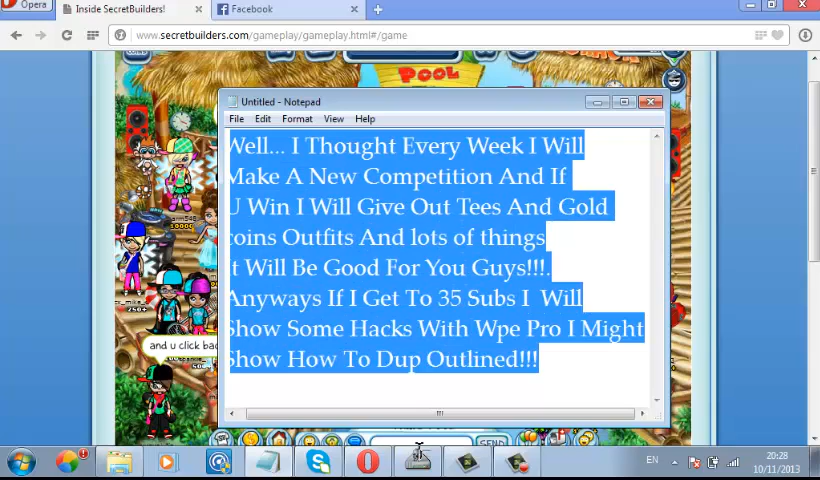 Opera
Inside SecretBuilders!
Facebook
www.secretbuilders.com/gameplay/gameplay.html#/game
POOL
Untitled - Notepad
File Edit Format View Help
Well... I Thought Every Week I Will
Make A New Competition And If
U Win I Will Give Out Tees And Gold
coins Outfits And lots of things
It Will Be Good For You Guys!!!.
Anyways If I Get To 35 Subs I Will
Show Some Hacks With Wpe Pro I Might
Show How To Dup Outlined!!!
and u click bac
SEND
EN
20:28
10/11/2013